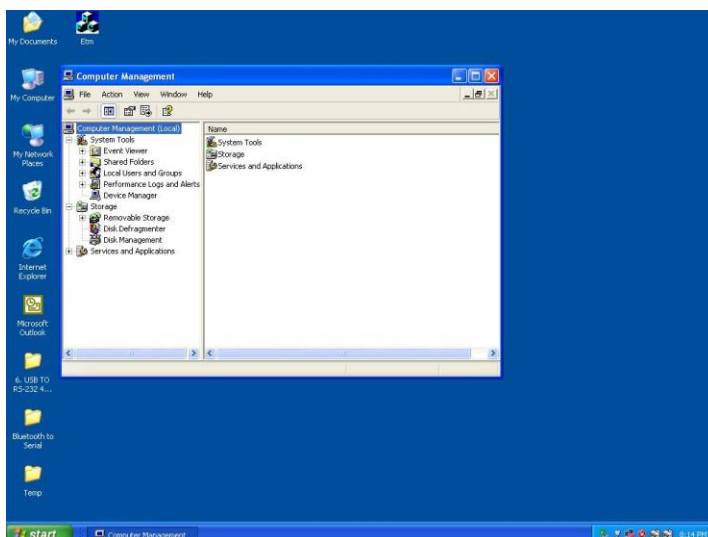 My Documents
Etm
My Computer
My Network
Places
Recycle Bin
Internet
Explorer
Microsoft
Outlook
6. USB TO
RS-232 4...
Bluetooth to
Serial
Temp
Computer Management
File Action View Window Help
Computer Management (Local)
System Tools
Event Viewer
Shared Folders
Local Users and Groups
Performance Logs and Alerts
Device Manager
Storage
Removable Storage
Disk Defragmenter
Disk Management
Services and Applications
Name
System Tools
Storage
Services and Applications
start
Computer Management
8:14 PM